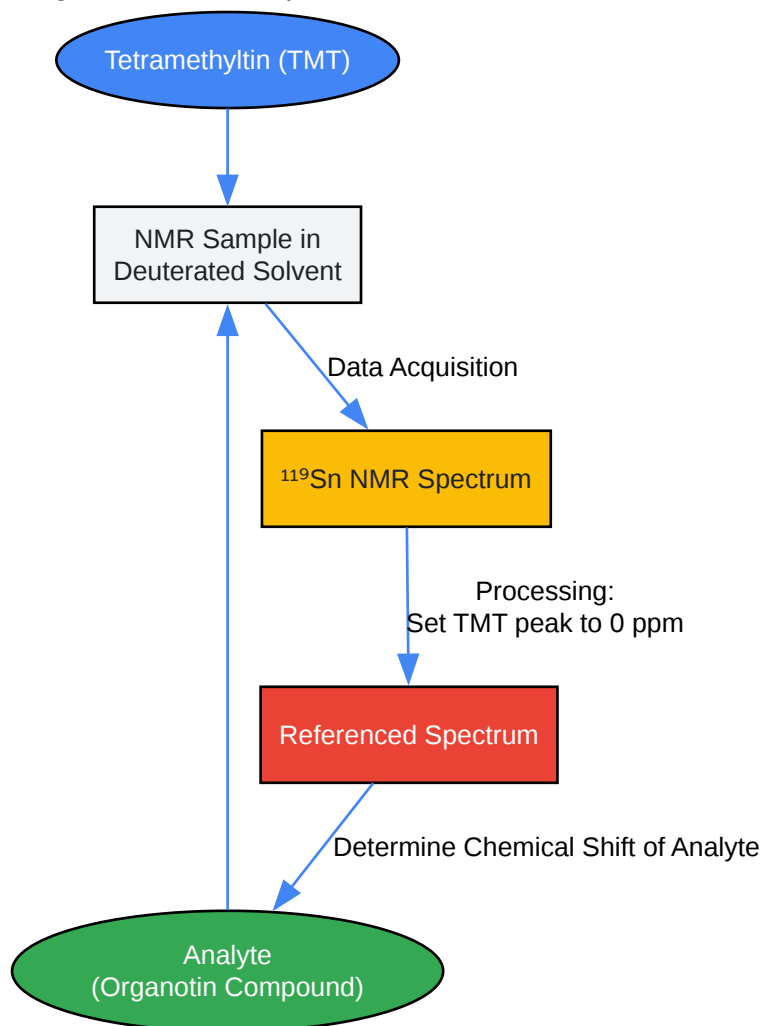 Tetramethyltin (TMT)
NMR Sample in
Deuterated Solvent
Data Acquisition
¹¹⁹Sn NMR Spectrum
Processing:
Set TMT peak to 0 ppm
Referenced Spectrum
Determine Chemical Shift of Analyte
Analyte
(Organotin Compound)